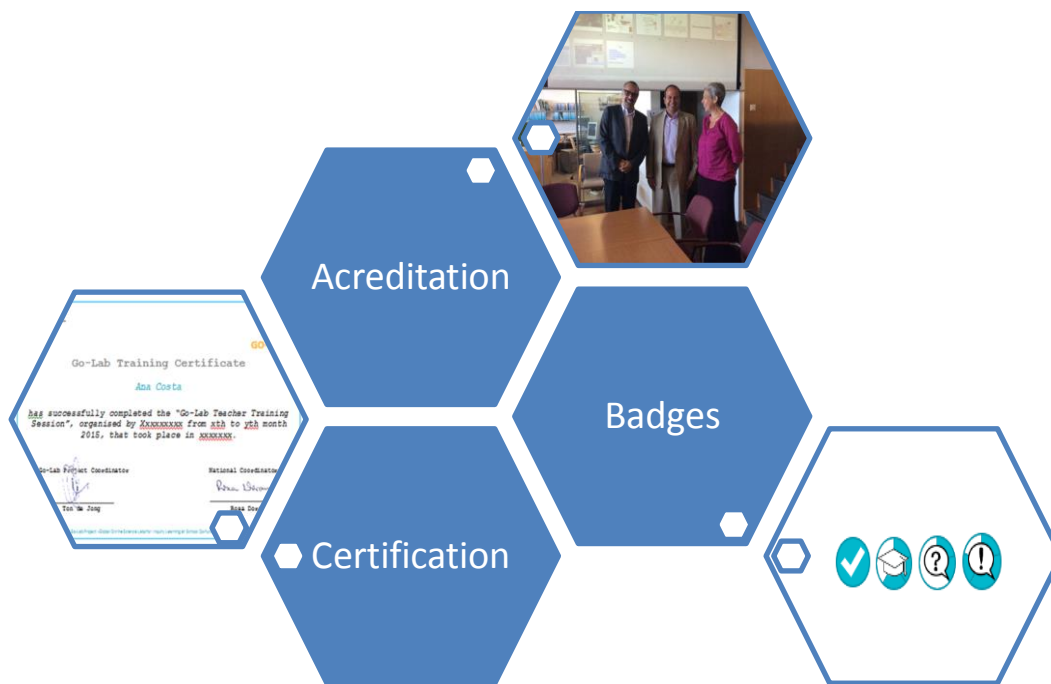 Acreditation
Badges
Certification
GO
Go-Lab Training Certificate
Ana Costa
has successfully completed the "Go-Lab Teacher Training
Session", organised by Xxxxxxxxx from xth to yth month
2015, that took place in xxxxxxx.
Go-Lab Project Coordinator
National Coordinator
Ton de Jong
Rosa
? !